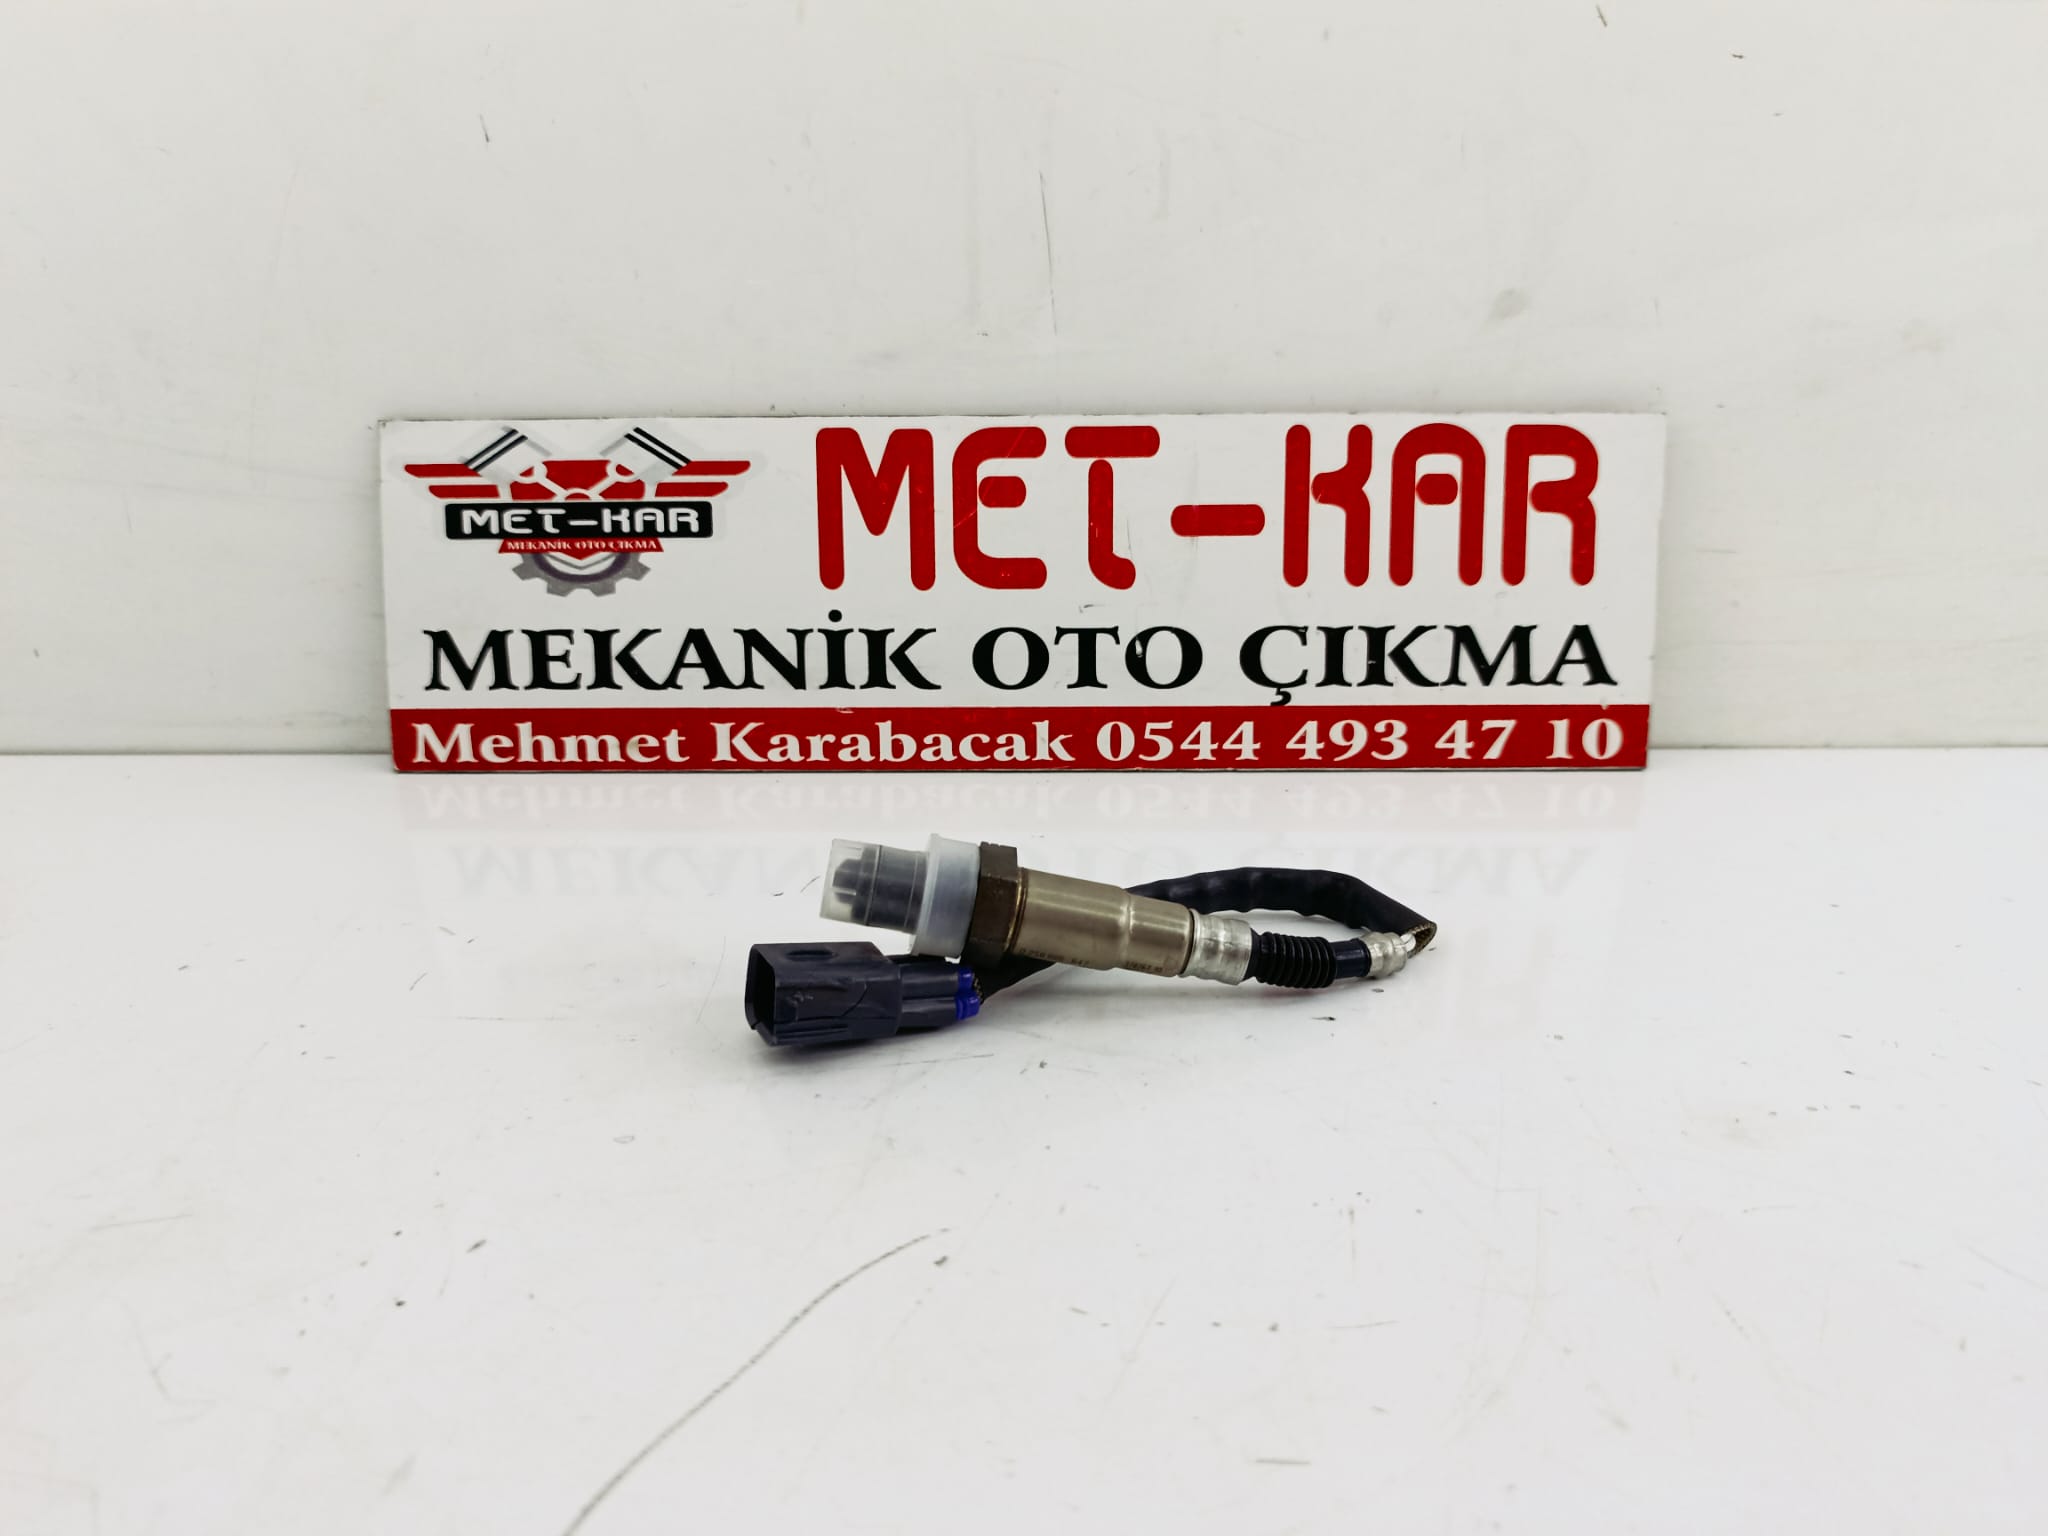 MET-KAR
MEKANİK OTO ÇIKMA
MET-KAR
MEKANİK OTO ÇIKMA
Mehmet Karabacak 0544 493 47 10